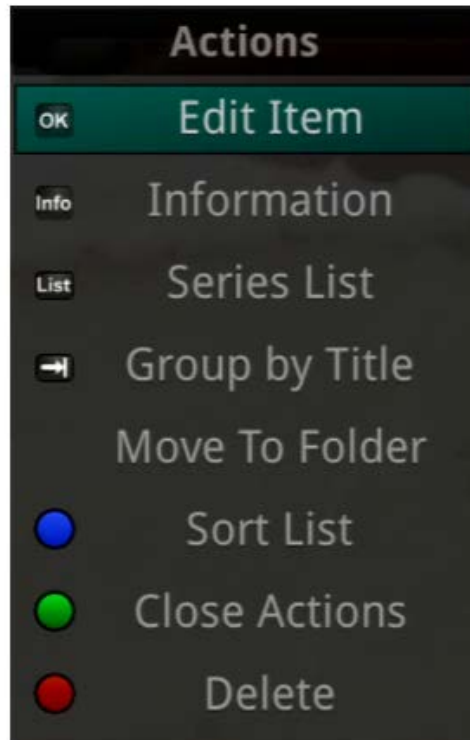 Actions
OK Edit Item
Info Information
List Series List
Group by Title
Move To Folder
Sort List
Close Actions
Delete